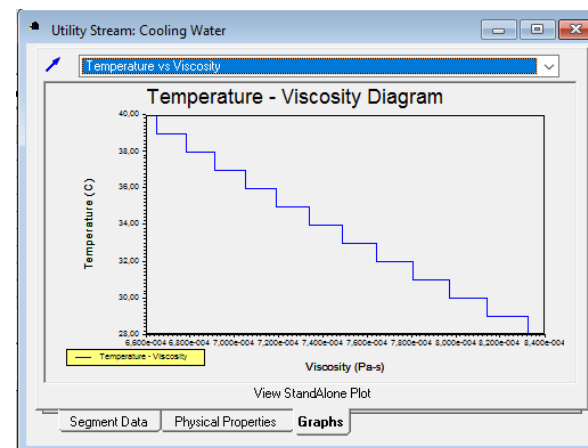 Utility Stream: Cooling Water
Temperature vs Viscosity
Temperature - Viscosity Diagram
40,00
38,00
36,00
34,00
32,00
30,00
28,00
Temperature (C)
6,600e-004 6,800e-004 7,000e-004 7,200e-004 7,400e-004 7,600e-004 7,800e-004 8,000e-004 8,200e-004 8,400e-004
Temperature - Viscosity
Viscosity (Pa-s)
View StandAlone Plot
Segment Data Physical Properties Graphs